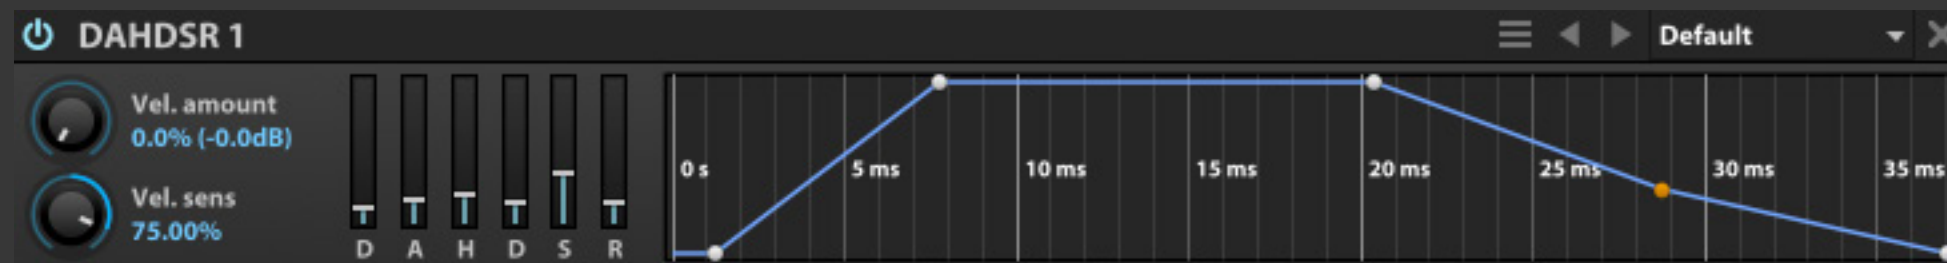 DAHDSR 1
Default
Vel. amount
0.0% (-0.0dB)
Vel. sens
75.00%
D A H D S R
0 s 5 ms 10 ms 15 ms 20 ms 25 ms 30 ms 35 ms